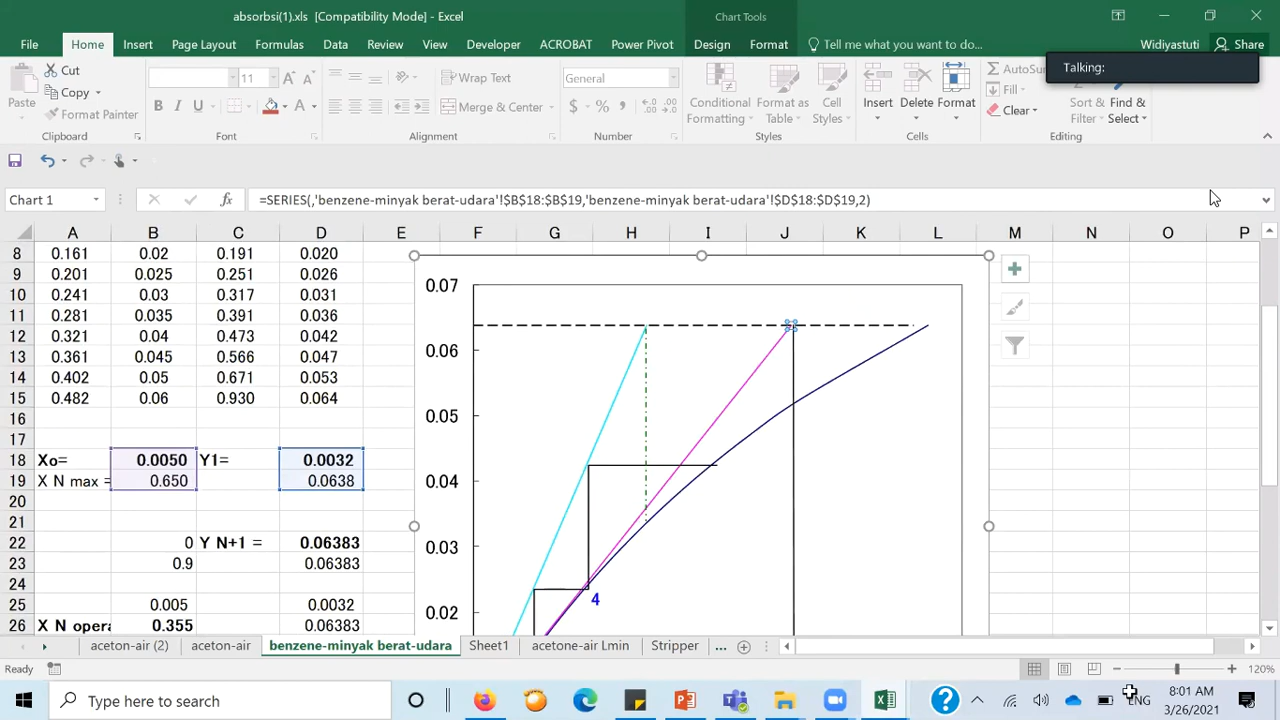 absorbsi(1).xls [Compatibility Mode] - Excel
Chart Tools
File Home Insert Page Layout Formulas Data Review View Developer ACROBAT Power Pivot Design Format Tell me what you want to do... Widiyastuti Share
Talking:
Paste
Cut
Copy
Format Painter
11
Wrap Text
Merge & Center
General
Conditional Formatting
Format as Table
Cell Styles
Insert Delete Format
AutoSu
Fill
Clear
Sort & Filter
Find & Select
Clipboard Font Alignment Number Styles Cells Editing
Chart 1 fx =SERIES(,'benzene-minyak berat-udara'!$B$18:$B$19,'benzene-minyak berat-udara'!$D$18:$D$19,2)
A B C D E F G H I J K L M N O P
8 0.161 0.02 0.191 0.020
9 0.201 0.025 0.251 0.026
10 0.241 0.03 0.317 0.031
11 0.281 0.035 0.391 0.036
12 0.321 0.04 0.473 0.042
13 0.361 0.045 0.566 0.047
14 0.402 0.05 0.671 0.053
15 0.482 0.06 0.930 0.064
16
17
18 Xo= 0.0050 Y1= 0.0032
19 X N max = 0.650 0.0638
20
21
22 0 Y N+1 = 0.06383
23 0.9 0.06383
24
25 0.005 0.0032
26 X N opera 0.355 0.06383
0.07
0.06
0.05
0.04
0.03
0.02
4
aceton-air (2) aceton-air benzene-minyak berat-udara Sheet1 acetone-air Lmin Stripper ...
Ready 120%
Type here to search
ENG
8:01 AM
3/26/2021